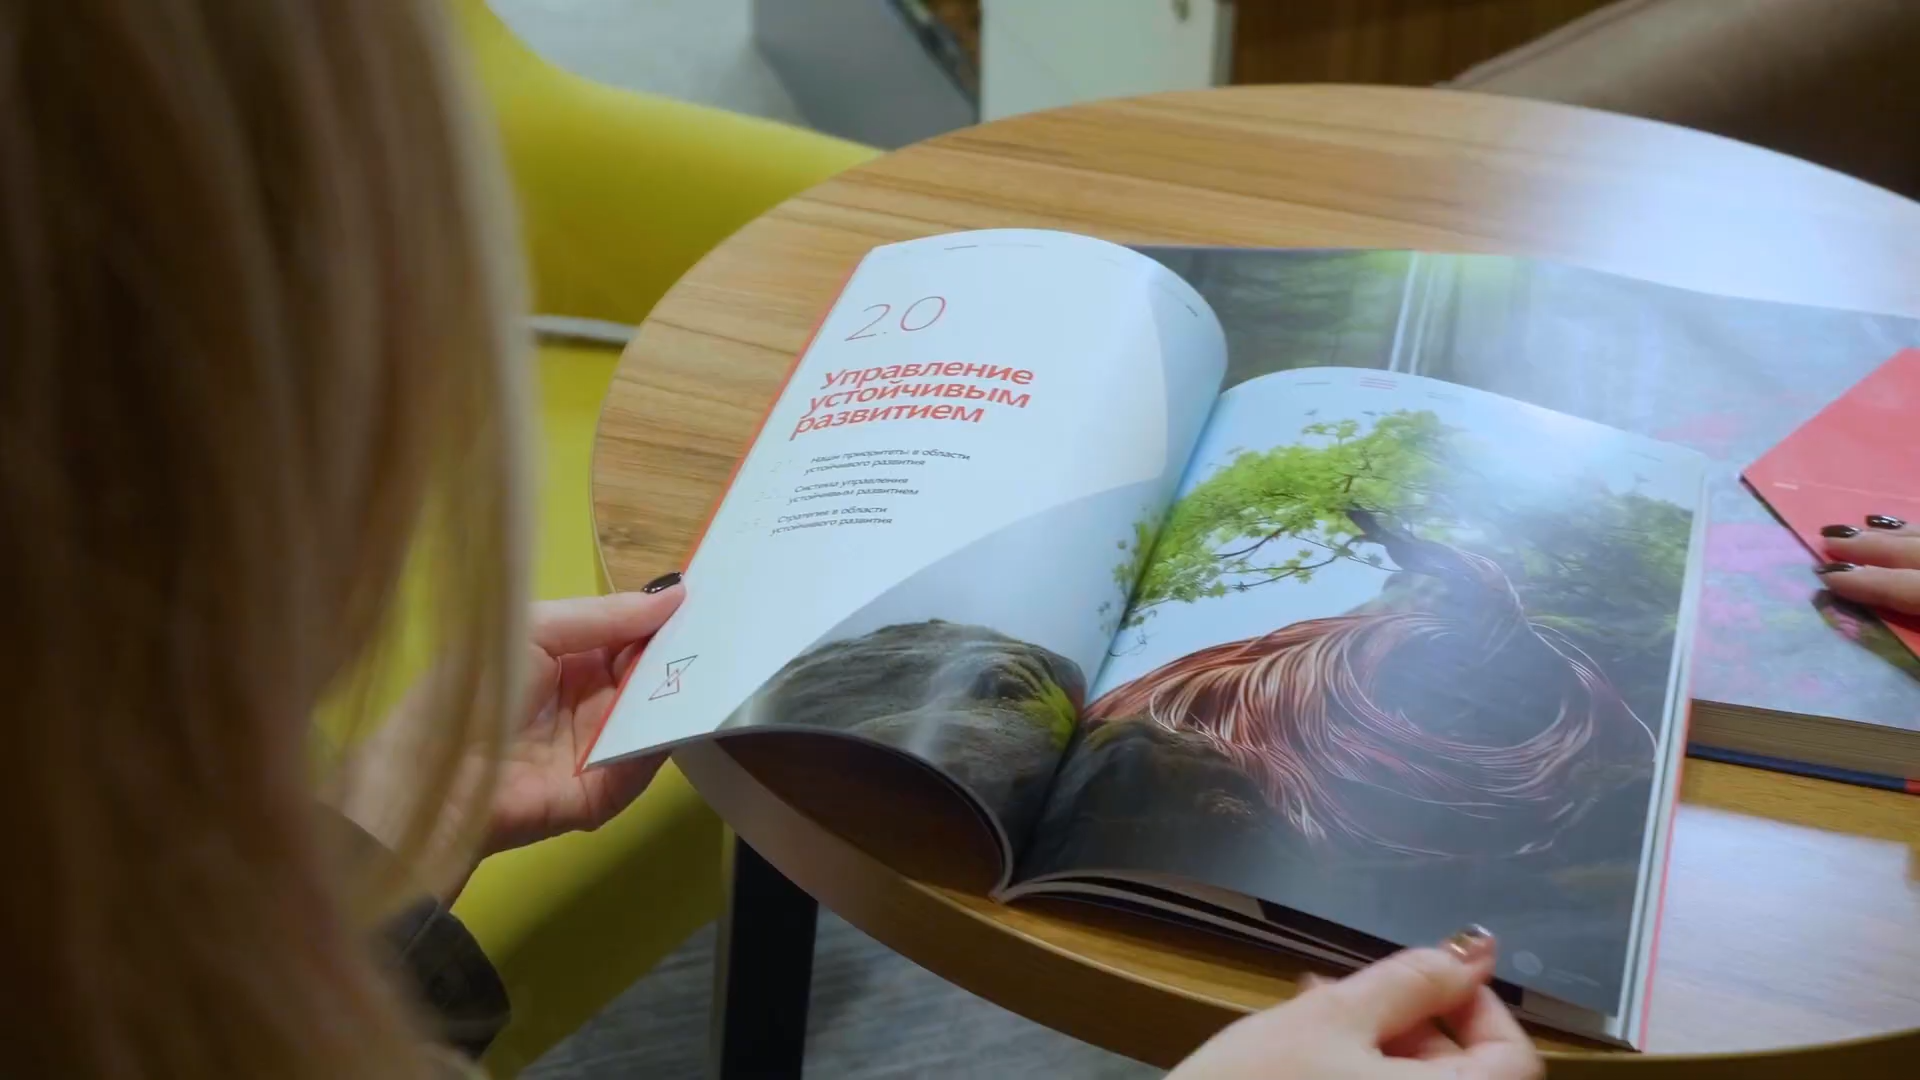 2.0
Управление
устойчивым
развитием
Наши приоритеты в области
устойчивого развития
Система управления
устойчивым развитием
Стратегия в области
устойчивого развития